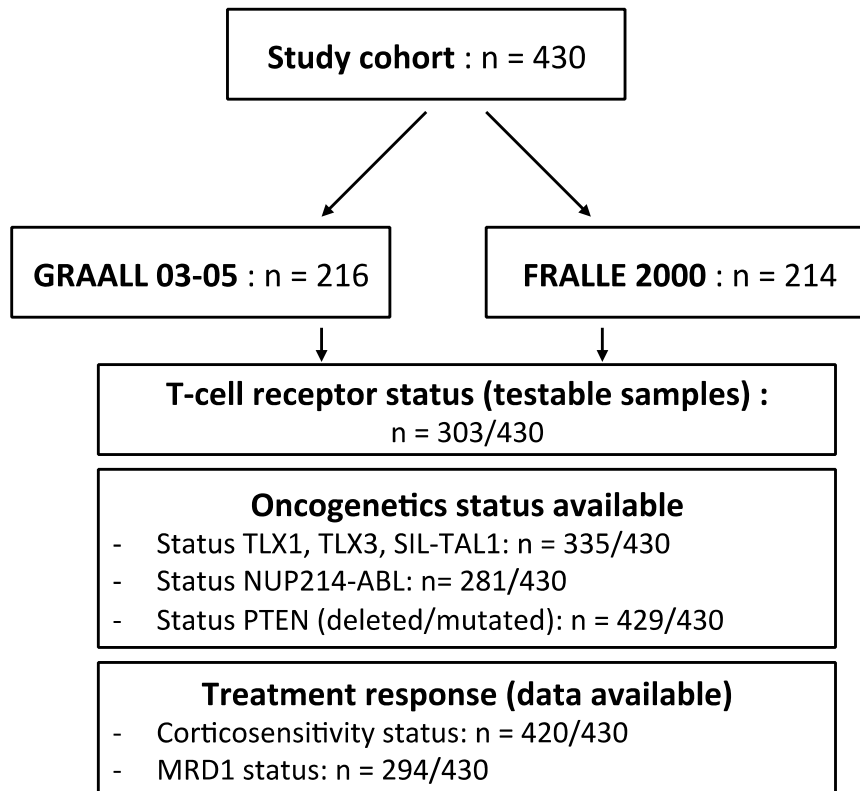 Study cohort : n = 430
GRAALL 03-05 : n = 216
FRALLE 2000 : n = 214
T-cell receptor status (testable samples) :
n = 303/430
Oncogenetics status available
- Status TLX1, TLX3, SIL-TAL1: n = 335/430
- Status NUP214-ABL: n= 281/430
- Status PTEN (deleted/mutated): n = 429/430
Treatment response (data available)
- Corticosensitivity status: n = 420/430
- MRD1 status: n = 294/430